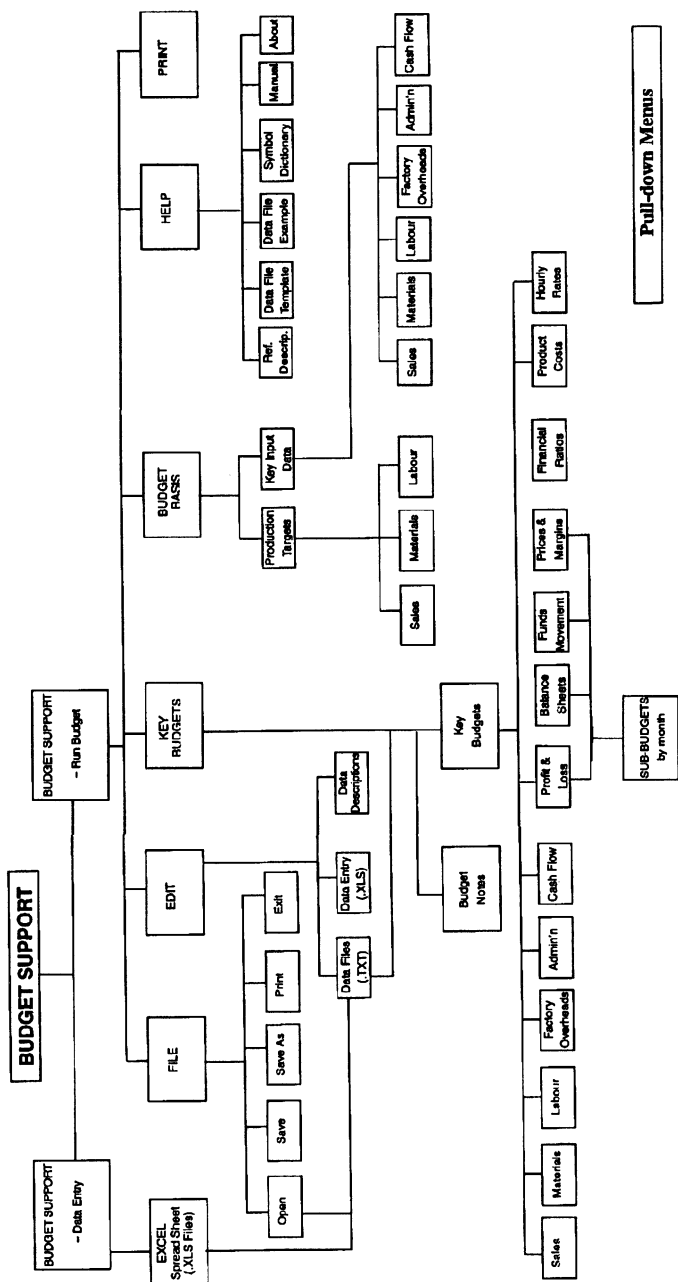 BUDGET SUPPORT
BUDGET SUPPORT
– Data Entry
BUDGET SUPPORT
– Run Budget
EXCEL
Spread Sheet
(.XLS Files)
FILE
EDIT
KEY
BUDGETS
BUDGET
BASIS
HELP
PRINT
Open
Save
Save As
Print
Exit
Data Files
(.TXT)
Data Entry
(.XLS)
Data
Descriptions
Production
Targets
Key Input
Data
Ref.
Descrip.
Data File
Template
Data File
Example
Symbol
Dictionary
Manual
About
Sales
Materials
Labour
Sales
Materials
Labour
Factory
Overheads
Admin'n
Cash Flow
Budget
Notes
Key
Budgets
Sales
Materials
Labour
Factory
Overheads
Admin'n
Cash Flow
Profit &
Loss
Balance
Sheets
Funds
Movement
Prices &
Margins
Financial
Ratios
Product
Costs
Hourly
Rates
SUB-BUDGETS
by month
Pull-down Menus